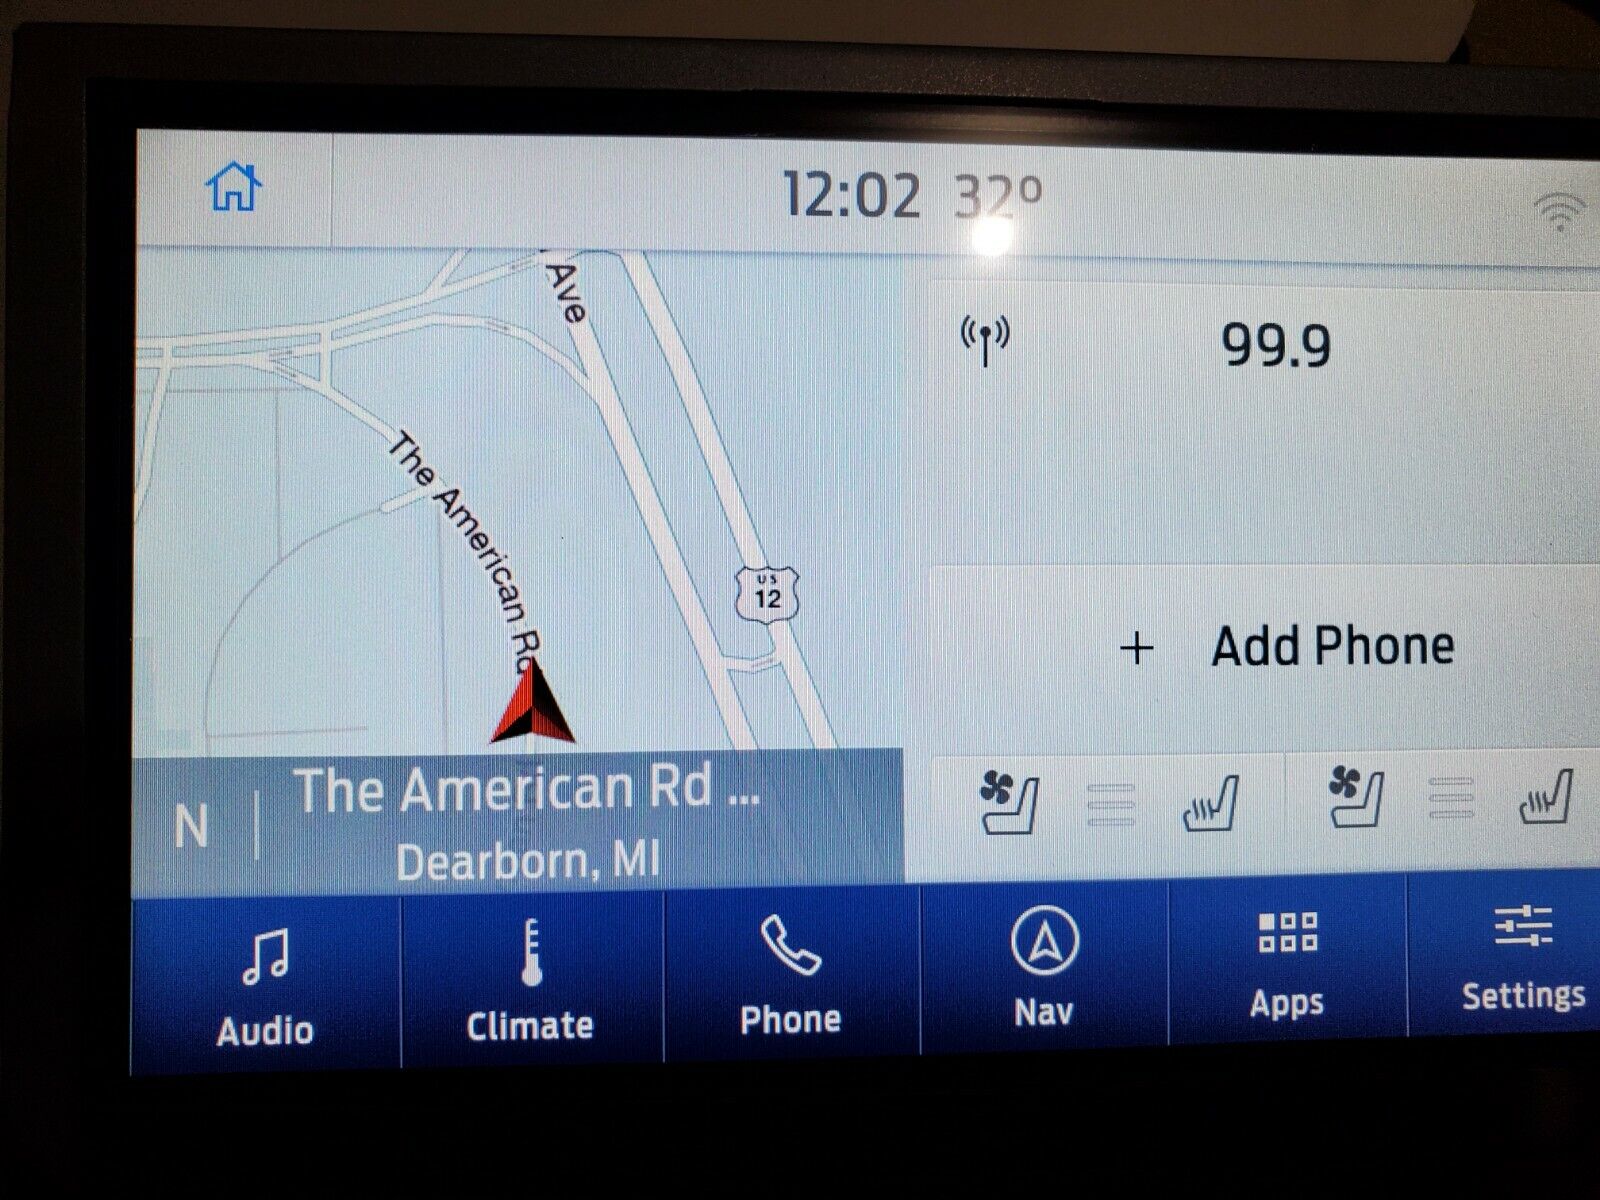 12:02 32°
Ave
99.9
The American Rd
US
12
+ Add Phone
N
The American Rd ...
Dearborn, MI
Audio
Climate
Phone
Nav
Apps
Settings